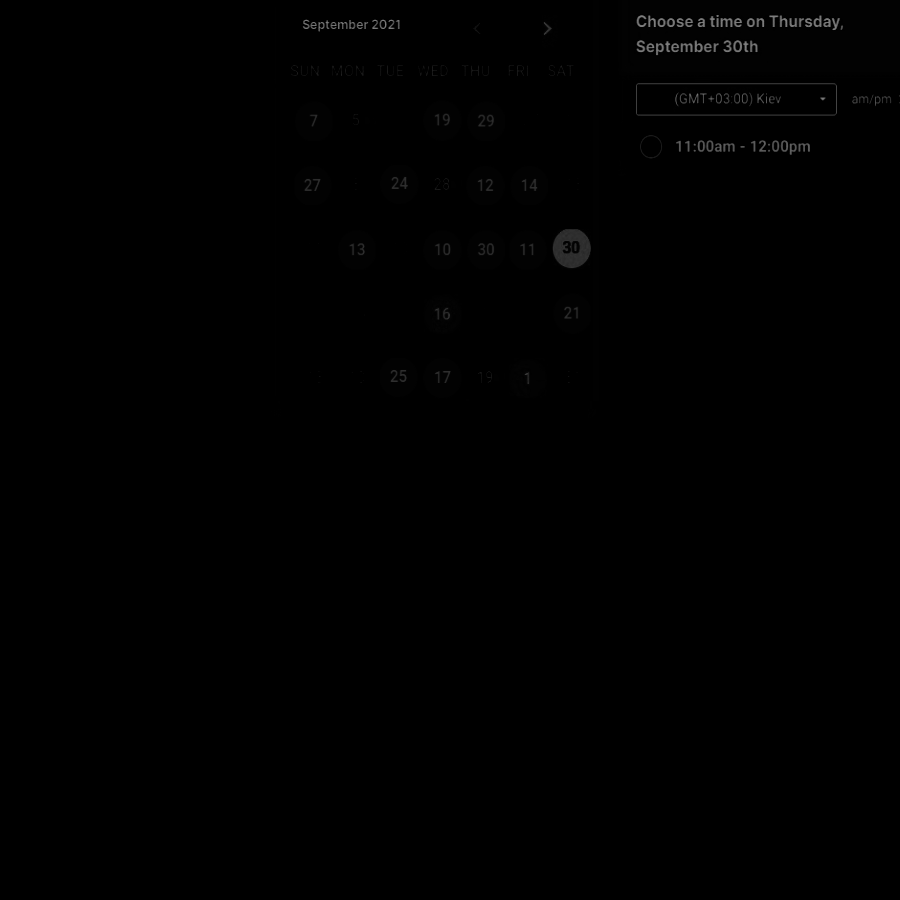 September 2021
SUN MON TUE WED THU FRI SAT
7 19 29
27 24 28 12 14
13 10 30 11 30
16 21
25 17 19 1
Choose a time on Thursday,
September 30th
(GMT+03:00) Kiev am/pm
11:00am - 12:00pm